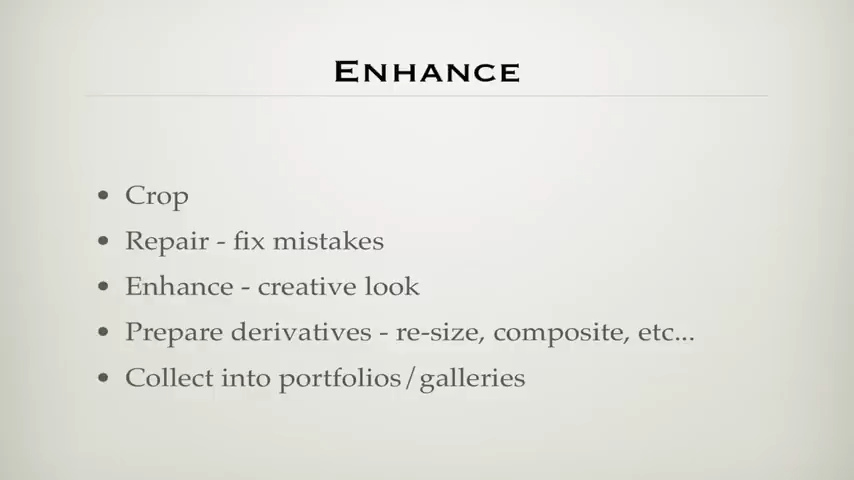 Enhance
• Crop
• Repair - fix mistakes
• Enhance - creative look
• Prepare derivatives - re-size, composite, etc...
• Collect into portfolios/galleries